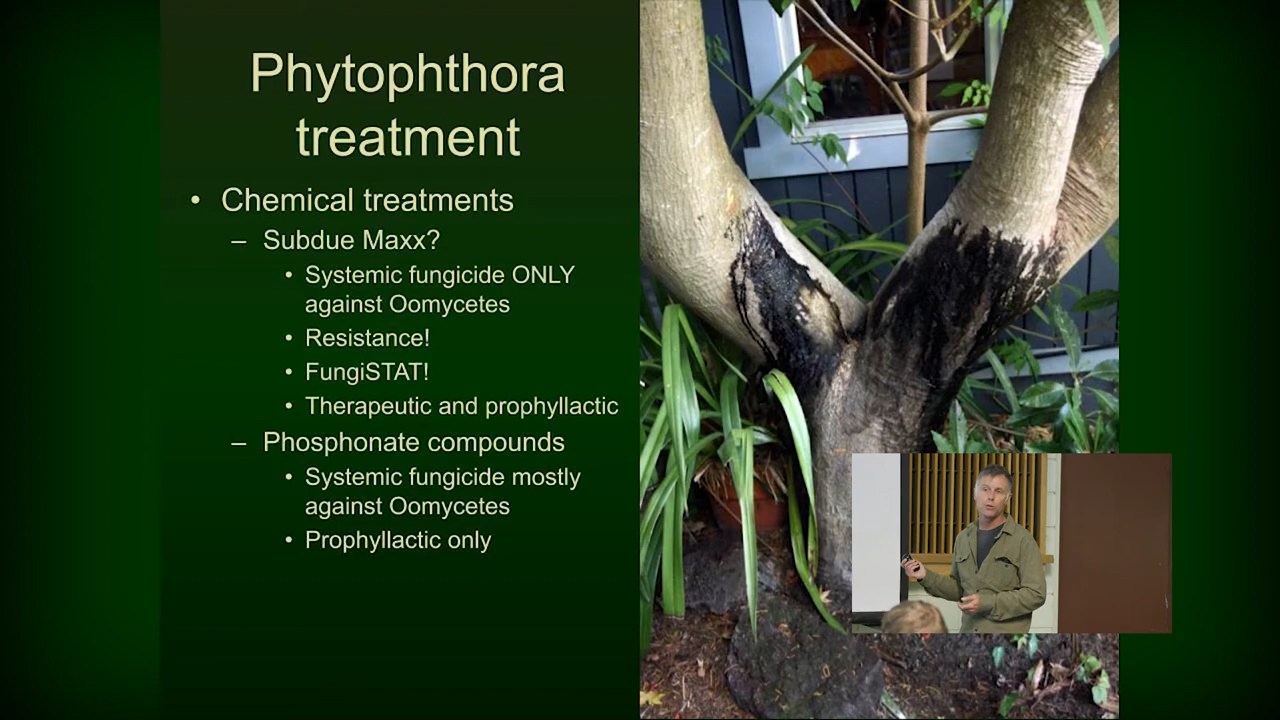 Phytophthora
treatment
• Chemical treatments
– Subdue Maxx?
• Systemic fungicide ONLY
against Oomycetes
• Resistance!
• FungiSTAT!
• Therapeutic and prophyllactic
– Phosphonate compounds
• Systemic fungicide mostly
against Oomycetes
• Prophyllactic only